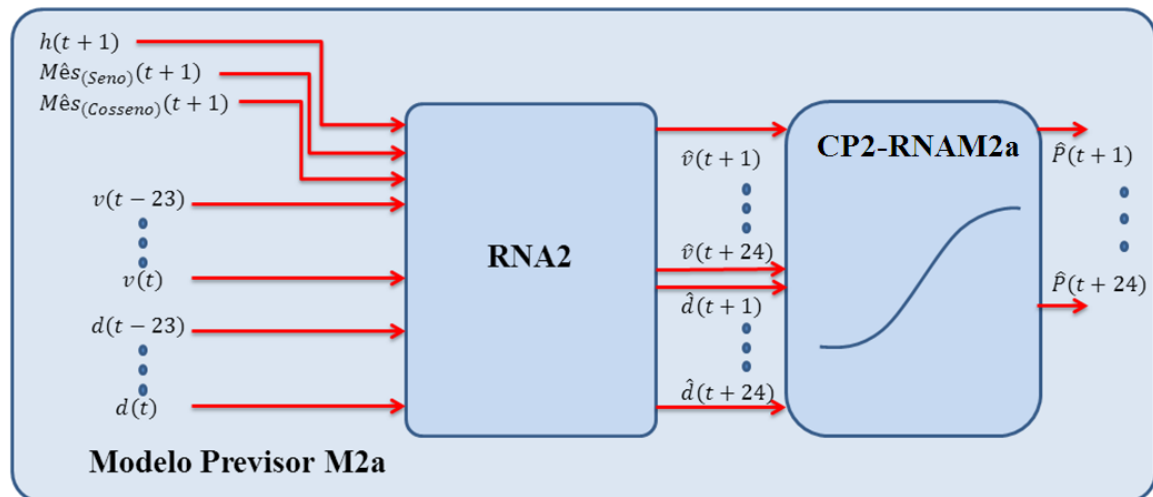 h(t + 1)
Mês(Seno)(t + 1)
Mês(Cosseno)(t + 1)
v(t − 23)
v(t)
d(t − 23)
d(t)
RNA2
v̂(t + 1)
v̂(t + 24)
d̂(t + 1)
d̂(t + 24)
CP2-RNAM2a
P̂(t + 1)
P̂(t + 24)
Modelo Previsor M2a